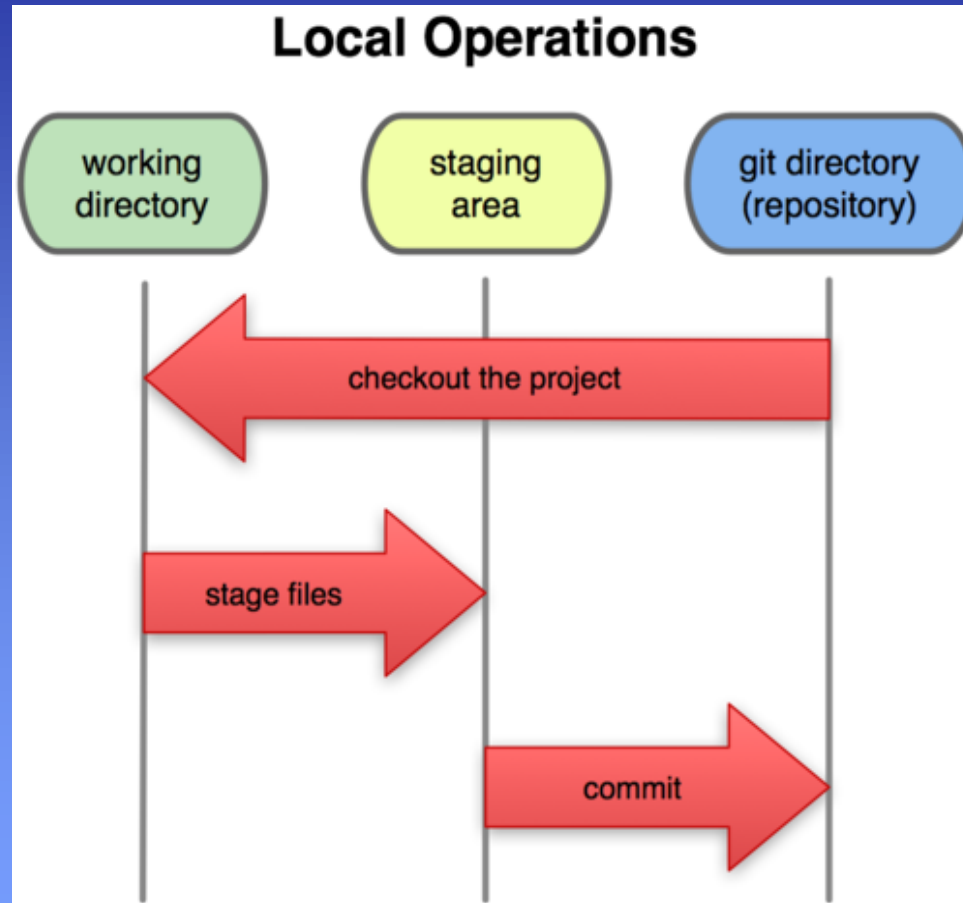 Local Operations
working
directory
staging
area
git directory
(repository)
checkout the project
stage files
commit